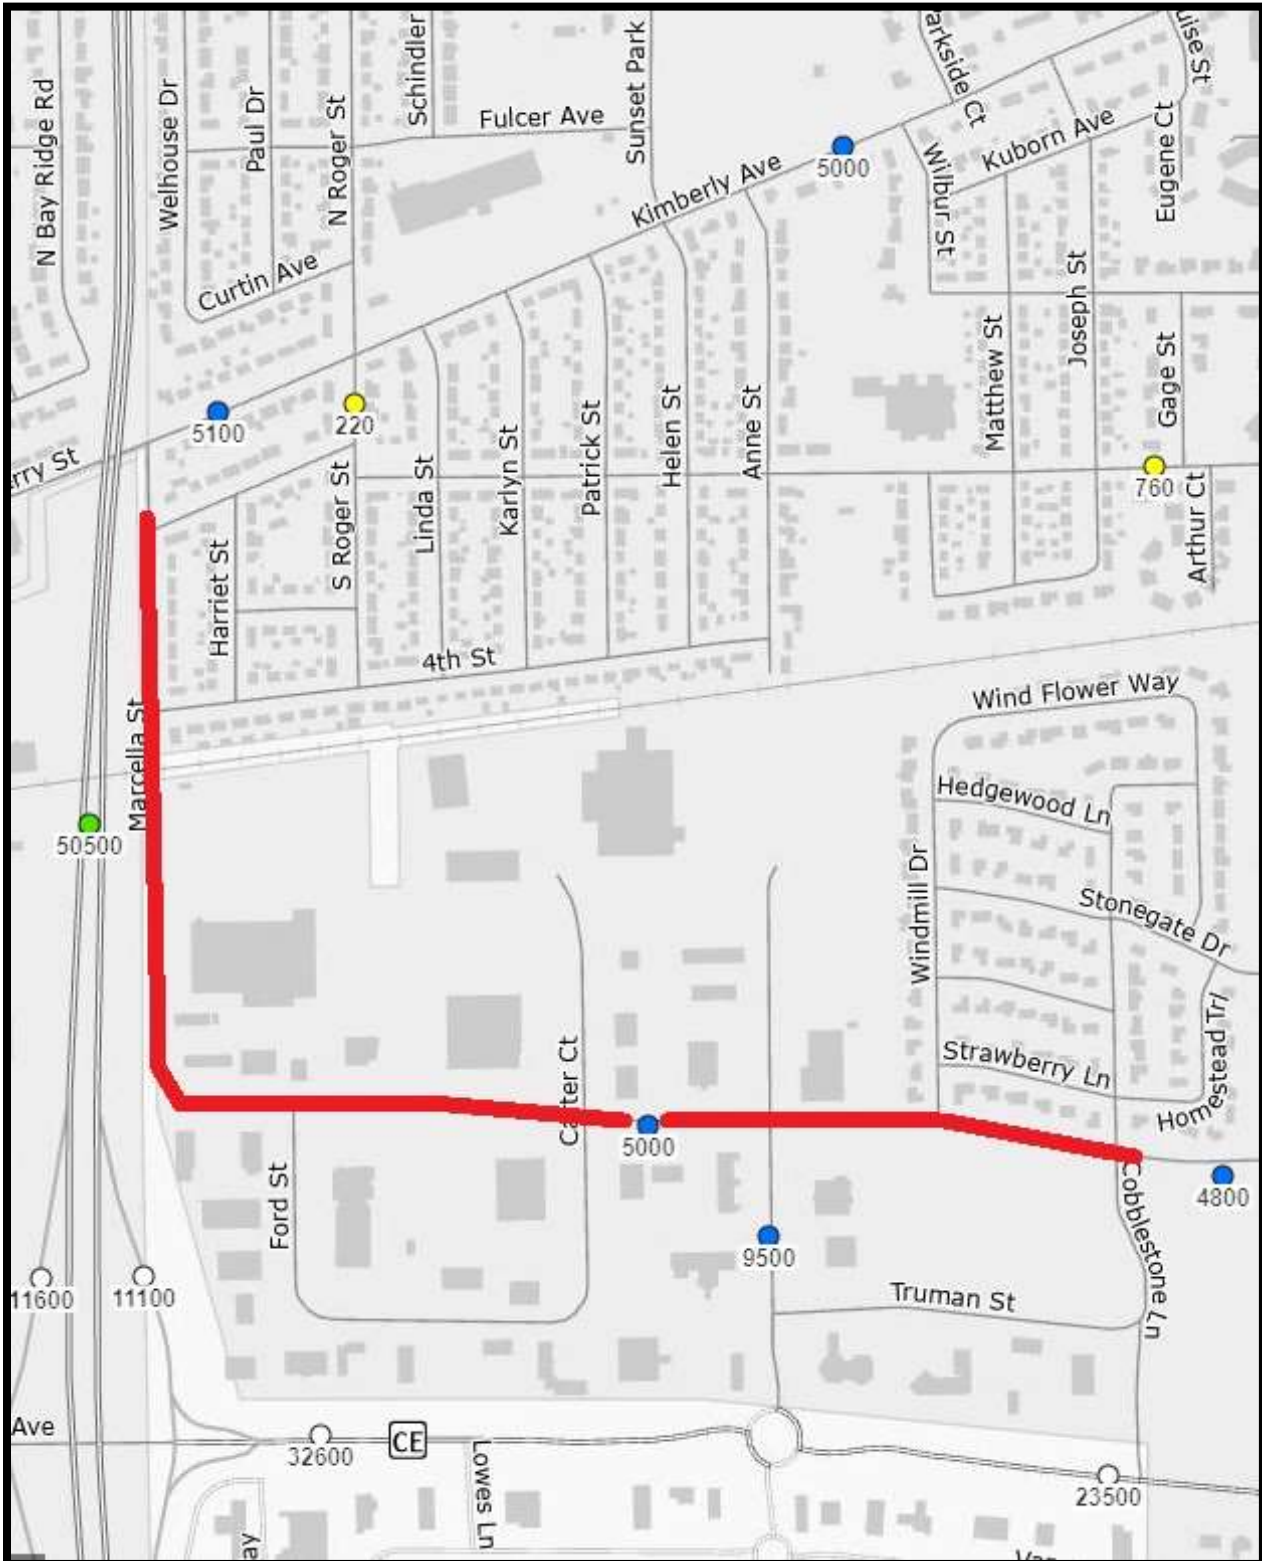 N Bay Ridge Rd
Welhouse Dr
Paul Dr
N Roger St
Schindler
Fulcer Ave
Sunset Park
arkside Ct
uise St
Kimberly Ave
5000
Wilbur St
Kuborn Ave
Eugene Ct
Curtin Ave
Joseph St
Matthew St
Gage St
5100
220
rry St
S Roger St
Linda St
Karlyn St
Patrick St
Helen St
Anne St
760
Arthur Ct
Harriet St
4th St
Marcella St
Wind Flower Way
Hedgewood Ln
50500
Windmill Dr
Stonegate Dr
Carter Ct
Strawberry Ln
Homestead Trl
5000
Ford St
Cobblestone Ln
4800
9500
11600
11100
Truman St
Ave
32600
CE
Lowes Ln
23500
ay